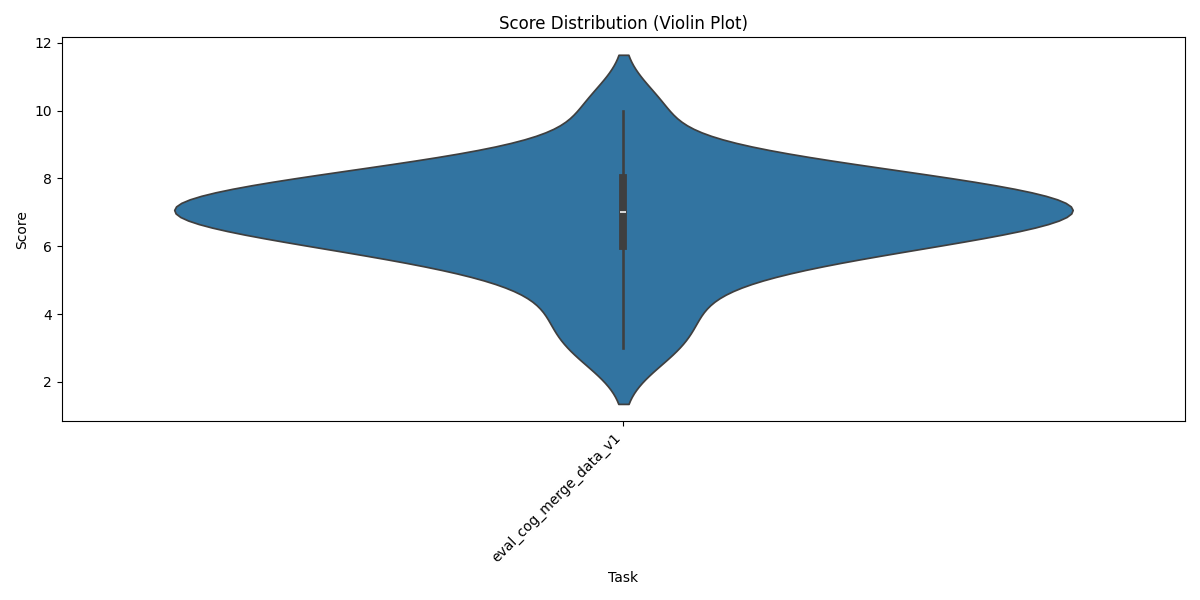 Score Distribution (Violin Plot)
12
10
8
6
4
2
Score
eval_cog_merge_data_v1
Task